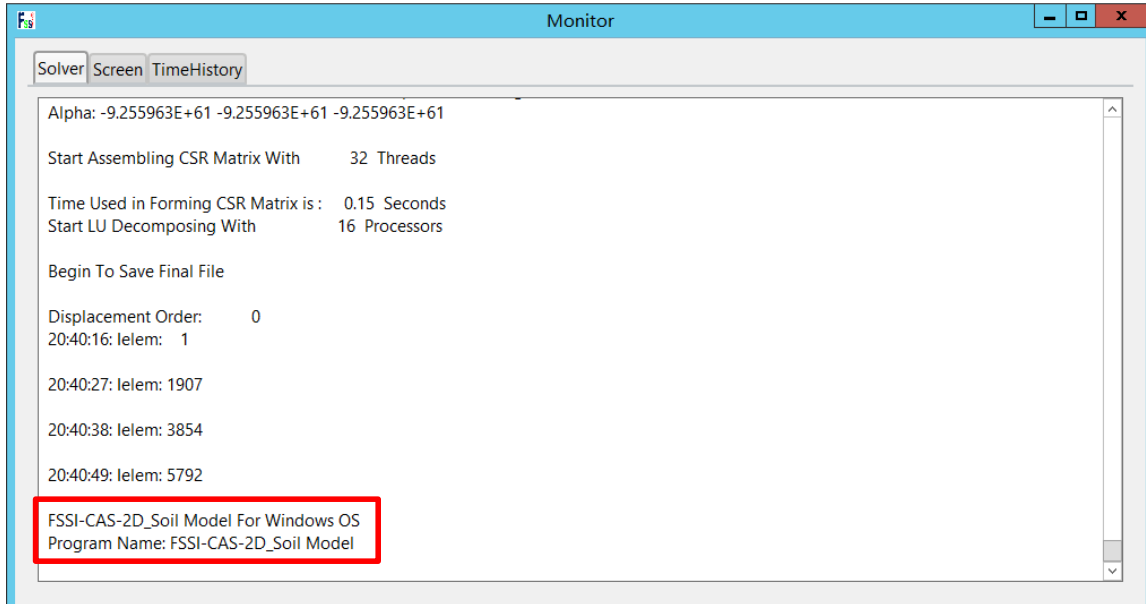 Fssi
Monitor
Solver Screen TimeHistory
Alpha: -9.255963E+61 -9.255963E+61 -9.255963E+61
Start Assembling CSR Matrix With 32 Threads
Time Used in Forming CSR Matrix is : 0.15 Seconds
Start LU Decomposing With 16 Processors
Begin To Save Final File
Displacement Order: 0
20:40:16: Ielem: 1
20:40:27: Ielem: 1907
20:40:38: Ielem: 3854
20:40:49: Ielem: 5792
FSSI-CAS-2D_Soil Model For Windows OS
Program Name: FSSI-CAS-2D_Soil Model